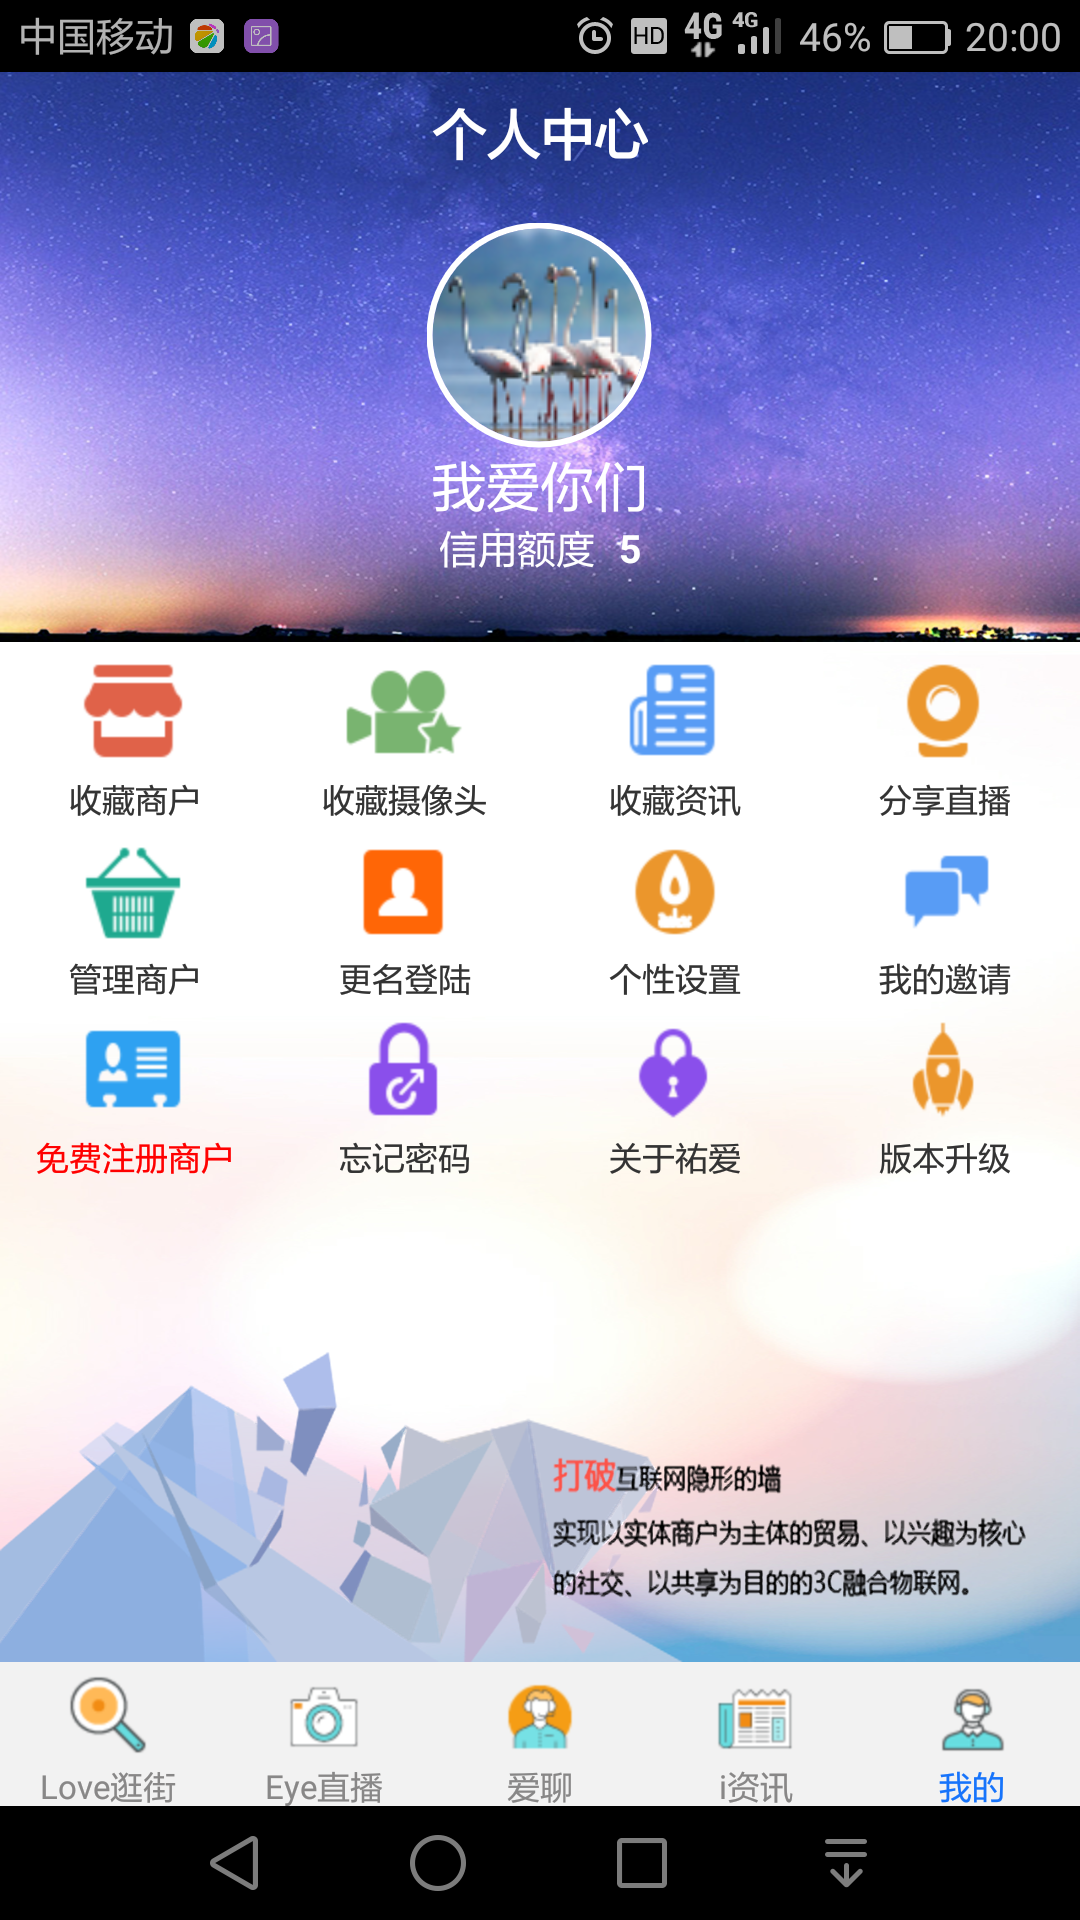 中国移动 HD 4G 4G 46% 20:00
个人中心
我爱你们
信用额度 5
收藏商户 收藏摄像头 收藏资讯 分享直播
管理商户 更名登陆 个性设置 我的邀请
免费注册商户 忘记密码 关于祐爱 版本升级
打破互联网隐形的墙
实现以实体商户为主体的贸易、以兴趣为核心
的社交、以共享为目的的3C融合物联网。
Love逛街 Eye直播 爱聊 i资讯 我的